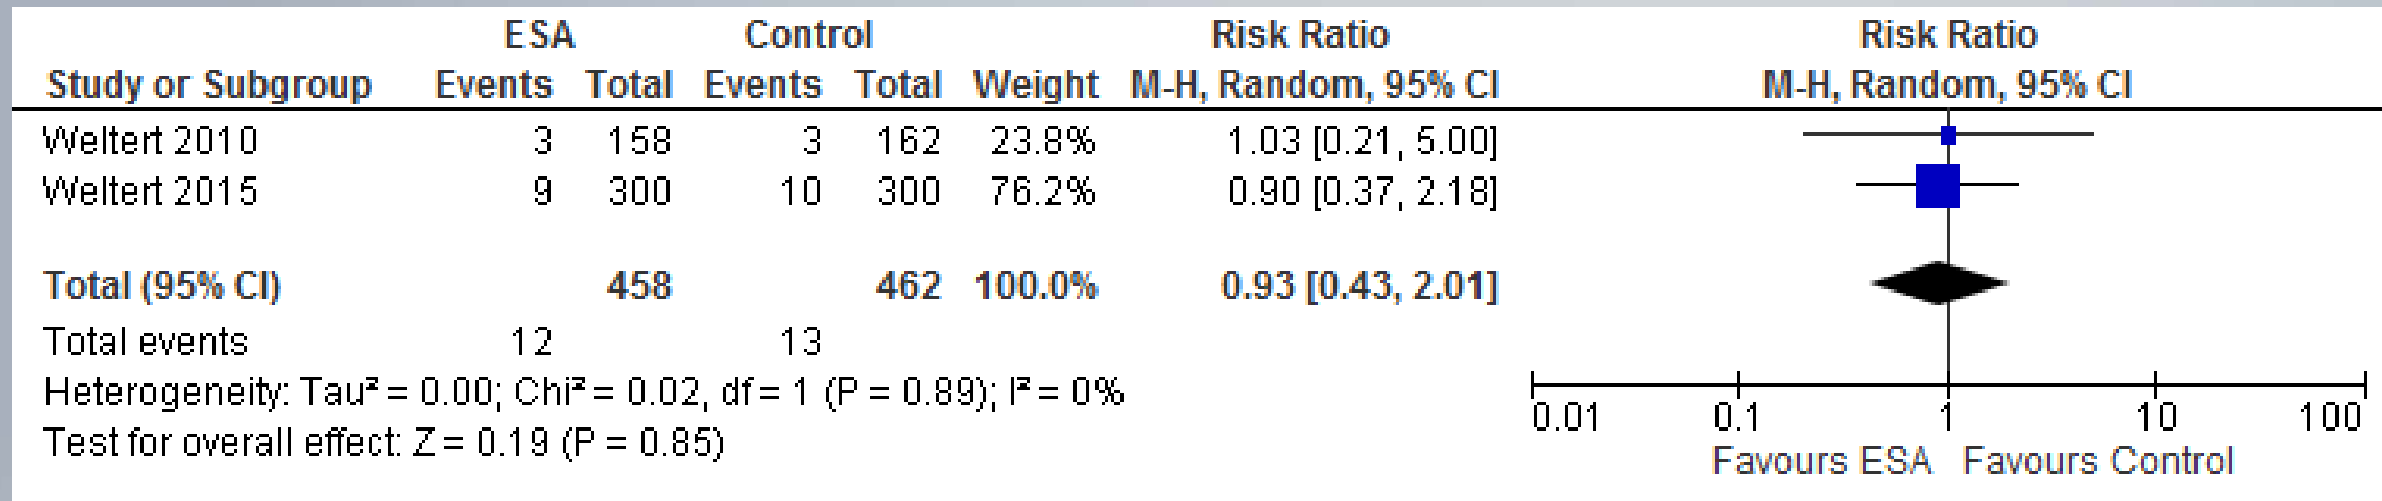 ESA Control Risk Ratio Risk Ratio
Study or Subgroup Events Total Events Total Weight M-H, Random, 95% CI M-H, Random, 95% CI
Weltert 2010 3 158 3 162 23.8% 1.03 [0.21, 5.00]
Weltert 2015 9 300 10 300 76.2% 0.90 [0.37, 2.18]
Total (95% CI) 458 462 100.0% 0.93 [0.43, 2.01]
Total events 12 13
Heterogeneity: Tau² = 0.00; Chi² = 0.02, df = 1 (P = 0.89); I² = 0%
Test for overall effect: Z = 0.19 (P = 0.85)
0.01 0.1 1 10 100
Favours ESA Favours Control